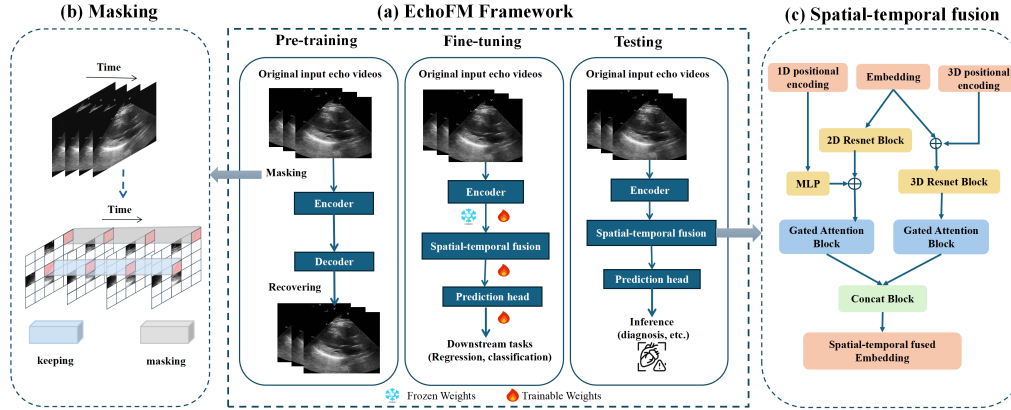 (b) Masking
Time
Time
keeping
masking
(a) EchoFM Framework
Pre-training
Original input echo videos
Masking
Encoder
Decoder
Recovering
Fine-tuning
Original input echo videos
Encoder
Spatial-temporal fusion
Prediction head
Downstream tasks
(Regression, classification)
Testing
Original input echo videos
Encoder
Spatial-temporal fusion
Prediction head
Inference
(diagnosis, etc.)
Frozen Weights
Trainable Weights
(c) Spatial-temporal fusion
1D positional
encoding
Embedding
3D positional
encoding
2D Resnet Block
MLP
3D Resnet Block
Gated Attention
Block
Gated Attention
Block
Concat Block
Spatial-temporal fused
Embedding